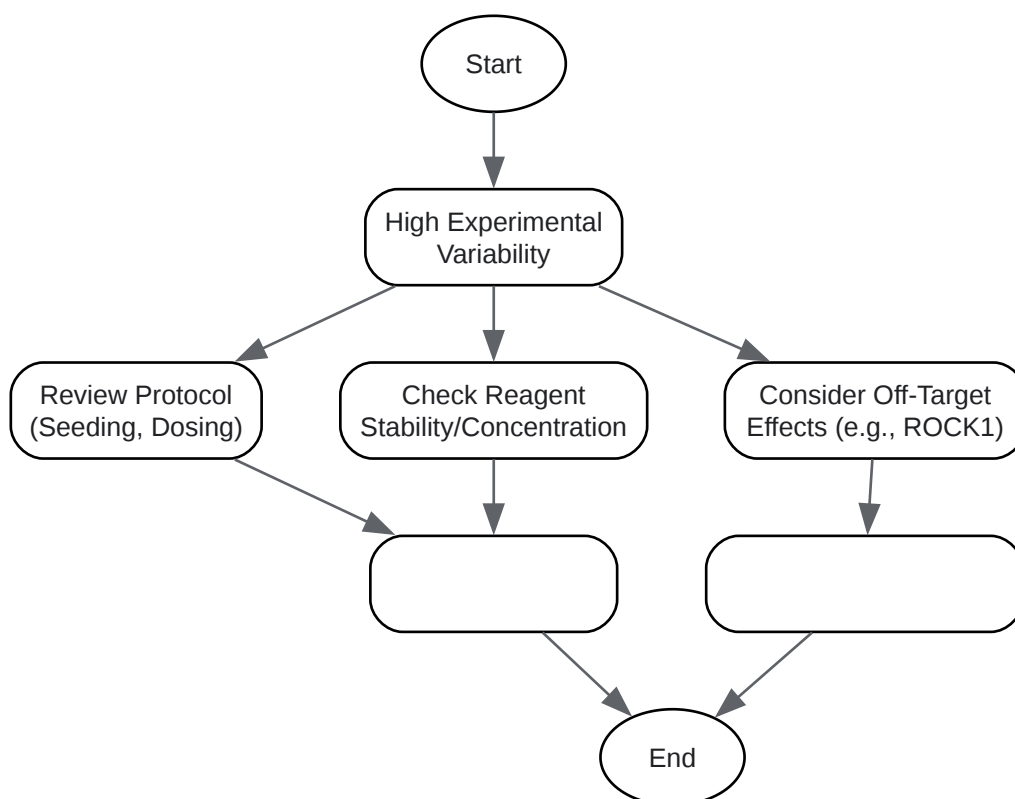 Start
High Experimental
Variability
Review Protocol
(Seeding, Dosing)
Check Reagent
Stability/Concentration
Consider Off-Target
Effects (e.g., ROCK1)
End